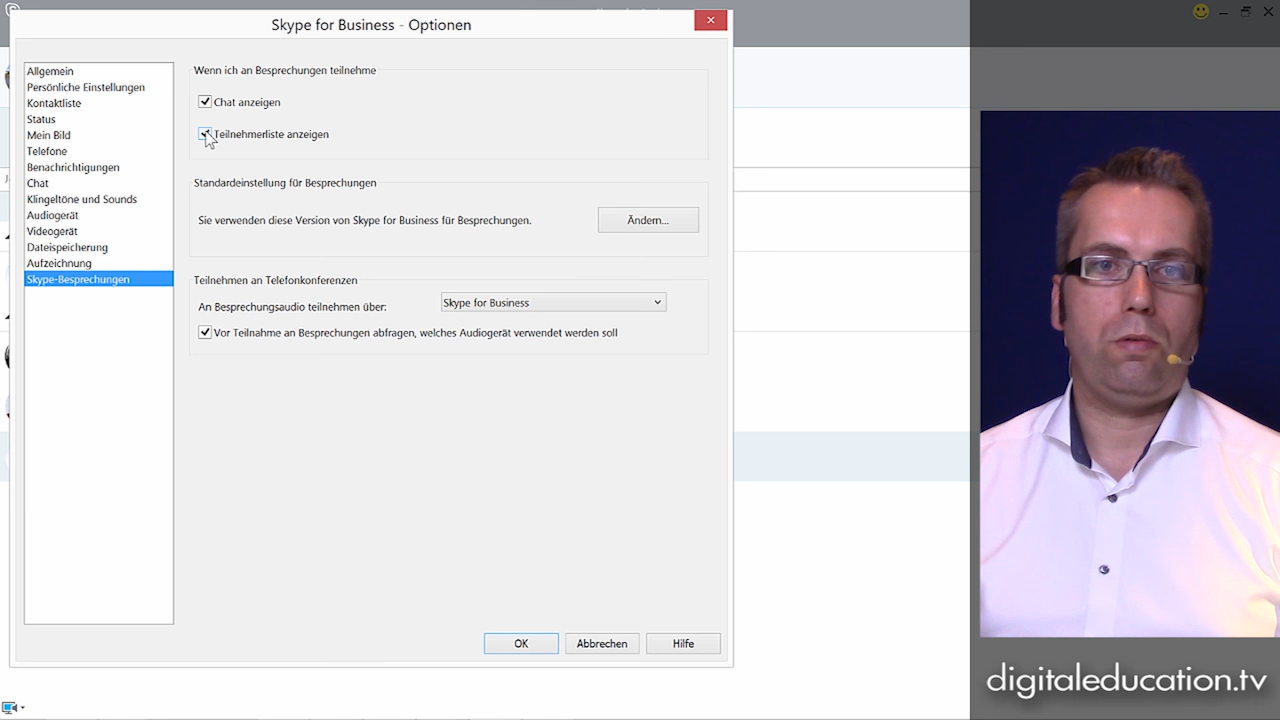 Skype for Business - Optionen
Allgemein
Persönliche Einstellungen
Kontaktliste
Status
Mein Bild
Telefone
Benachrichtigungen
Chat
Klingeltöne und Sounds
Audiogerät
Videogerät
Dateispeicherung
Aufzeichnung
Skype-Besprechungen
Wenn ich an Besprechungen teilnehme
Chat anzeigen
Teilnehmerliste anzeigen
Standardeinstellung für Besprechungen
Sie verwenden diese Version von Skype for Business für Besprechungen.
Ändern...
Teilnehmen an Telefonkonferenzen
An Besprechungsaudio teilnehmen über:
Skype for Business
Vor Teilnahme an Besprechungen abfragen, welches Audiogerät verwendet werden soll
OK
Abbrechen
Hilfe
digitaleducation.tv